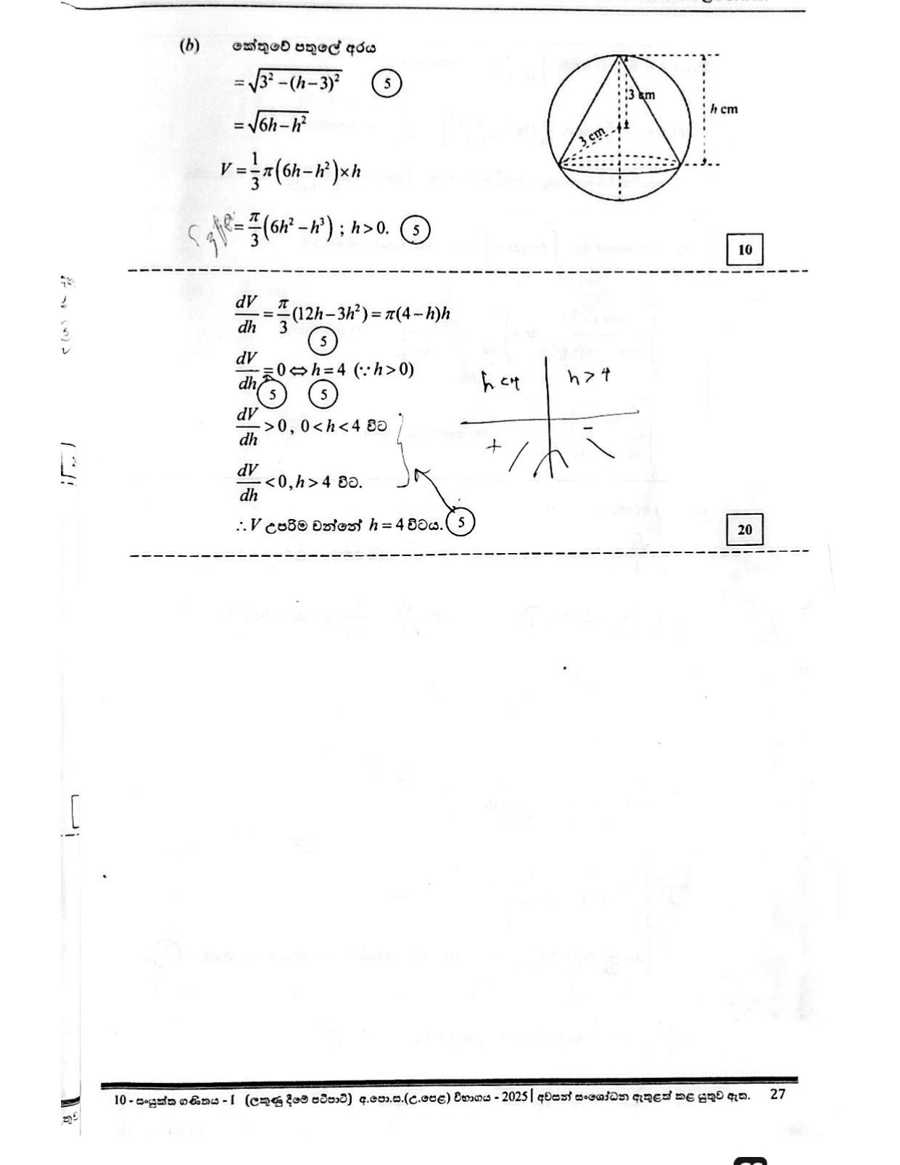 (b) කේතුවේ පතුලේ අරය
= √(3² − (h − 3)²) (5)
= √(6h − h²)
V = 1/3 π(6h − h²) × h
= π/3 (6h² − h³) ; h > 0. (5)
3 cm
h cm
3 cm
10
dV/dh = π/3 (12h − 3h²) = π(4 − h)h
(5)
dV/dh = 0 ⇔ h = 4 (∵ h > 0)
(5) (5)
dV/dh > 0, 0 < h < 4 විට
dV/dh < 0, h > 4 විට.
∴ V උපරිම වන්නේ h = 4 විටය. (5)
h < 4 h > 4
+ −
20
10 - සංයුක්ත ගණිතය - I (ලකුණු දීමේ පටිපාටි) අ.පො.ස.(උ.පෙළ) විභාගය - 2025 | අවසන් සංශෝධන ඇතුළත් කළ යුතුව ඇත. 27